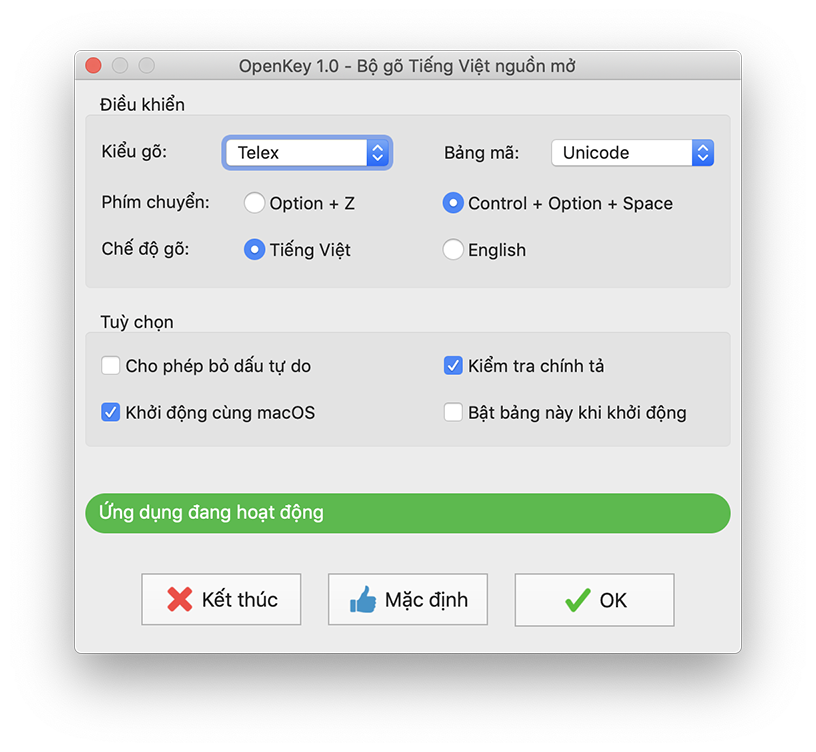 OpenKey 1.0 - Bộ gõ Tiếng Việt nguồn mở
Điều khiển
Kiểu gõ: Telex Bảng mã: Unicode
Phím chuyển: Option + Z Control + Option + Space
Chế độ gõ: Tiếng Việt English
Tuỳ chọn
Cho phép bỏ dấu tự do Kiểm tra chính tả
Khởi động cùng macOS Bật bảng này khi khởi động
Ứng dụng đang hoạt động
Kết thúc Mặc định OK